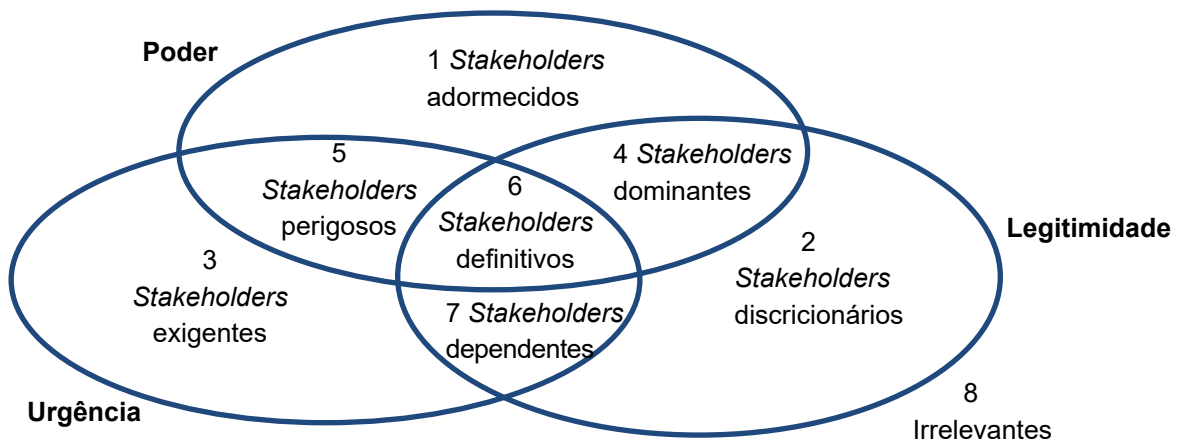 Poder
1 Stakeholders
adormecidos
5
Stakeholders
perigosos
4 Stakeholders
dominantes
6
Stakeholders
definitivos
Legitimidade
3
Stakeholders
exigentes
2
Stakeholders
discricionários
7 Stakeholders
dependentes
Urgência
8
Irrelevantes